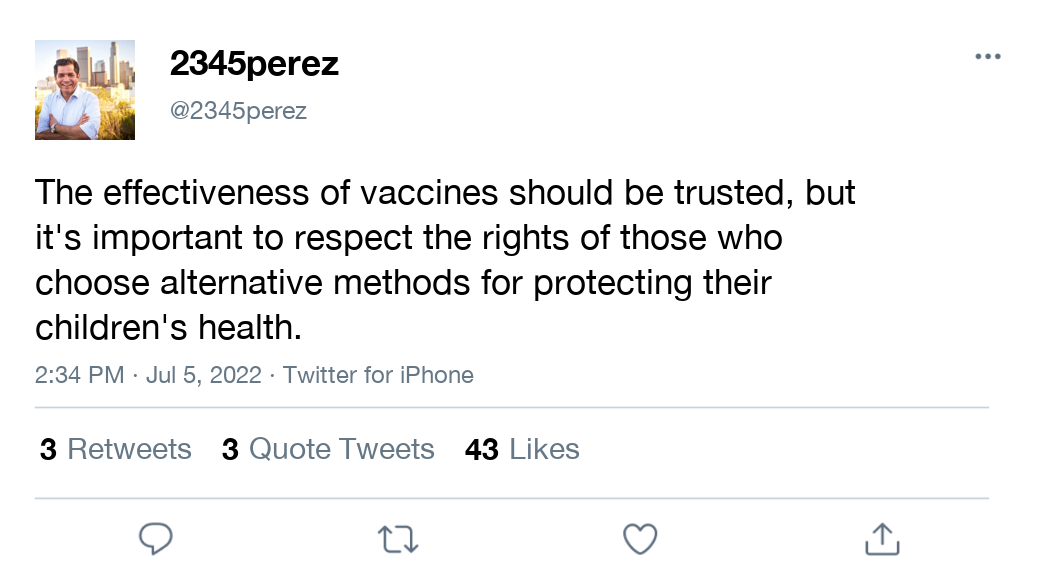 2345perez
@2345perez
The effectiveness of vaccines should be trusted, but
it's important to respect the rights of those who
choose alternative methods for protecting their
children's health.
2:34 PM · Jul 5, 2022 · Twitter for iPhone
3 Retweets 3 Quote Tweets 43 Likes